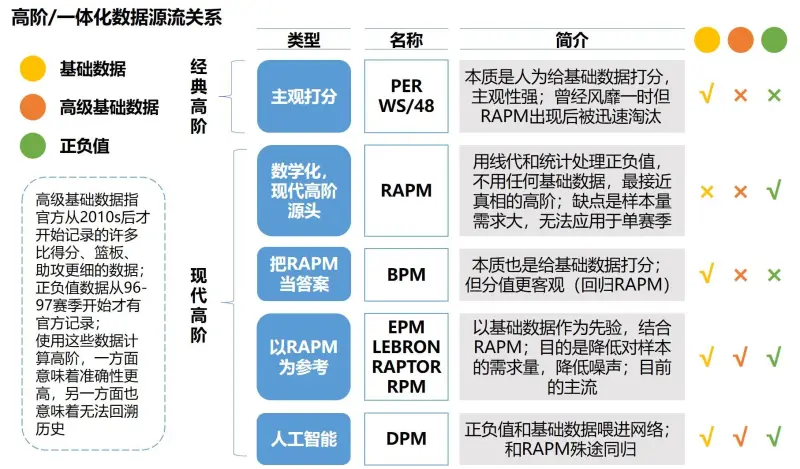 高阶/一体化数据源流关系
类型 名称 简介
基础数据
高级基础数据
正负值
高级基础数据指
官方从2010s后才
开始记录的许多
比得分、篮板、
助攻更细的数据；
正负值数据从96-
97赛季开始才有
官方记录；
使用这些数据计
算高阶，一方面
意味着准确性更
高，另一方面也
意味着无法回溯
历史
经典高阶
主观打分
PER
WS/48
本质是人为给基础数据打分，
主观性强；曾经风靡一时但
RAPM出现后被迅速淘汰
√ × ×
现代高阶
数学化，
现代高阶
源头
RAPM
用线代和统计处理正负值，
不用任何基础数据，最接近
真相的高阶；缺点是样本量
需求大，无法应用于单赛季
× × √
把RAPM
当答案
BPM
本质也是给基础数据打分；
但分值更客观（回归RAPM）
√ × ×
以RAPM
为参考
EPM
LEBRON
RAPTOR
RPM
以基础数据作为先验，结合
RAPM；目的是降低对样本
的需求量，降低噪声；目前
的主流
√ √ √
人工智能
DPM
正负值和基础数据喂进网络；
和RAPM殊途同归
√ √ √